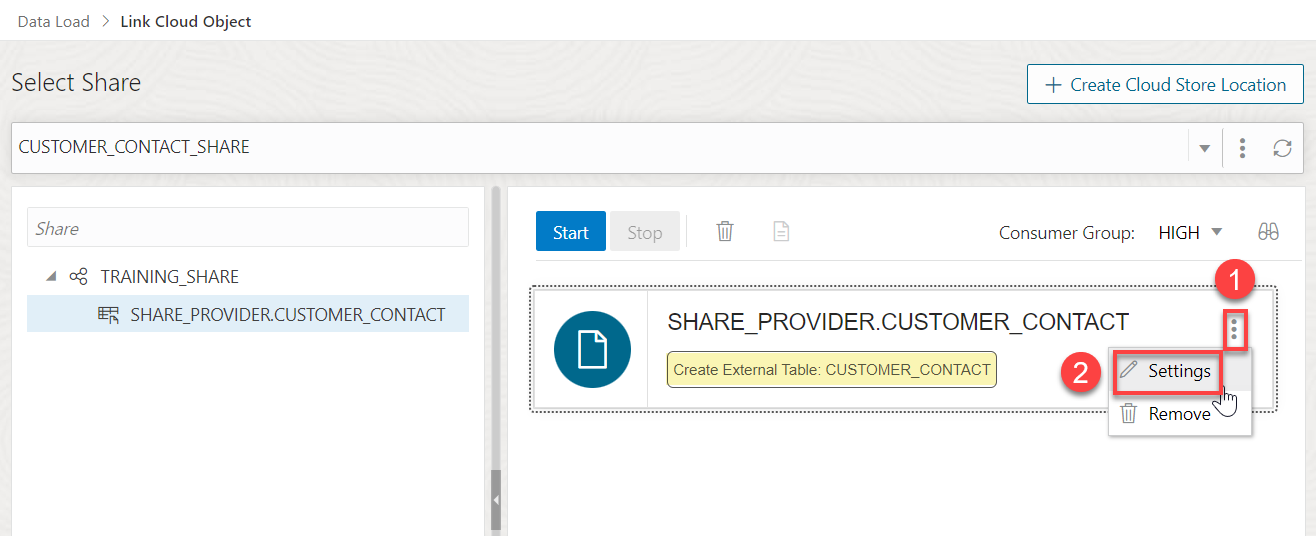 Data Load > Link Cloud Object
Select Share
+ Create Cloud Store Location
CUSTOMER_CONTACT_SHARE
Share
TRAINING_SHARE
SHARE_PROVIDER.CUSTOMER_CONTACT
Start Stop Consumer Group: HIGH
1
SHARE_PROVIDER.CUSTOMER_CONTACT
Create External Table: CUSTOMER_CONTACT
2 Settings
Remove